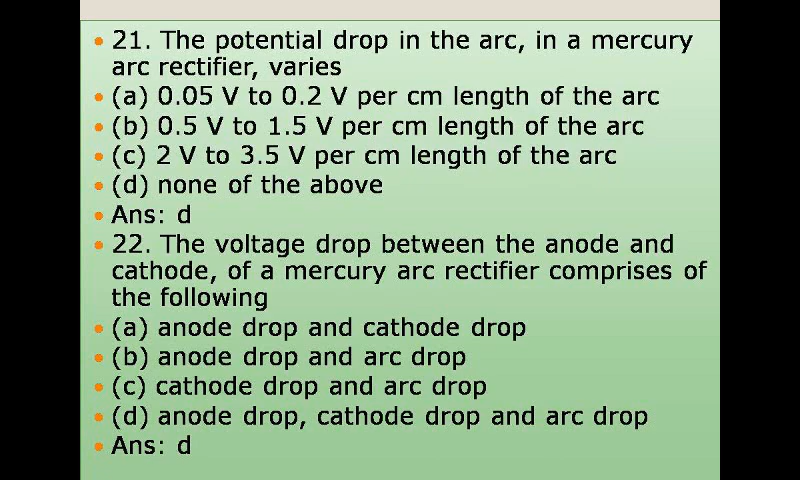 • 21. The potential drop in the arc, in a mercury
arc rectifier, varies
• (a) 0.05 V to 0.2 V per cm length of the arc
• (b) 0.5 V to 1.5 V per cm length of the arc
• (c) 2 V to 3.5 V per cm length of the arc
• (d) none of the above
• Ans: d
• 22. The voltage drop between the anode and
cathode, of a mercury arc rectifier comprises of
the following
• (a) anode drop and cathode drop
• (b) anode drop and arc drop
• (c) cathode drop and arc drop
• (d) anode drop, cathode drop and arc drop
• Ans: d